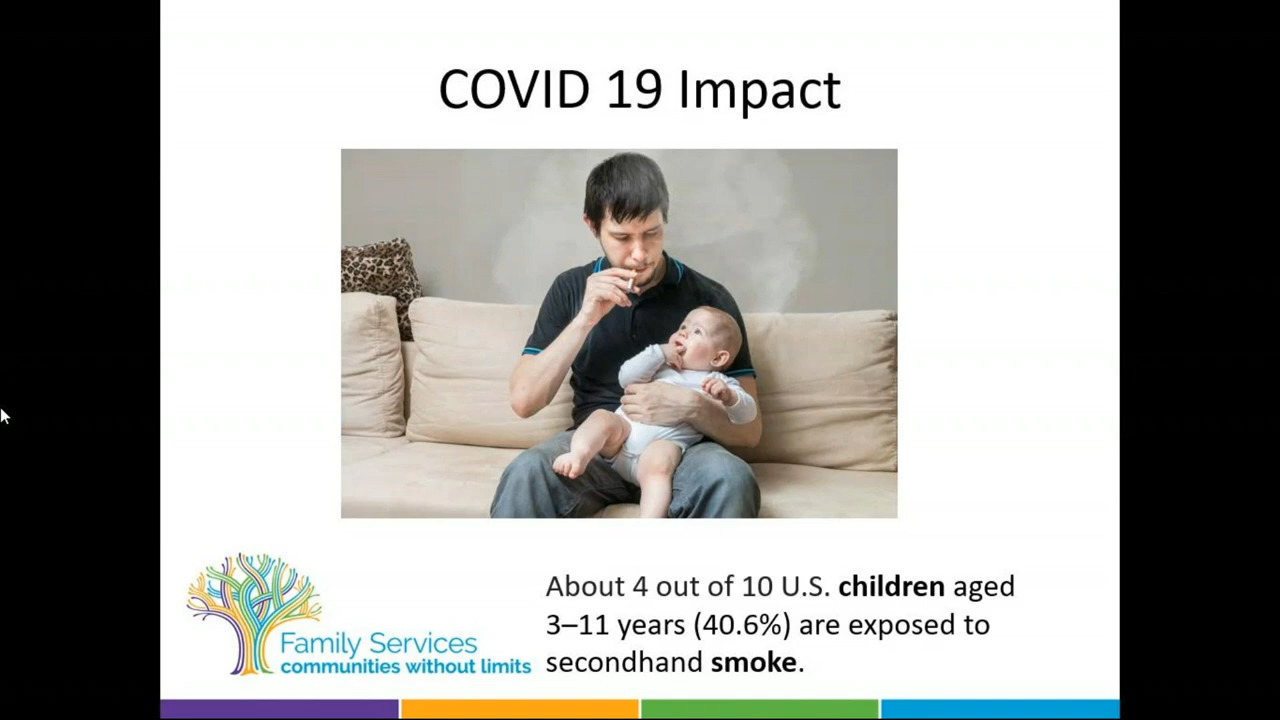 COVID 19 Impact
Family Services
communities without limits
About 4 out of 10 U.S. children aged
3–11 years (40.6%) are exposed to
secondhand smoke.